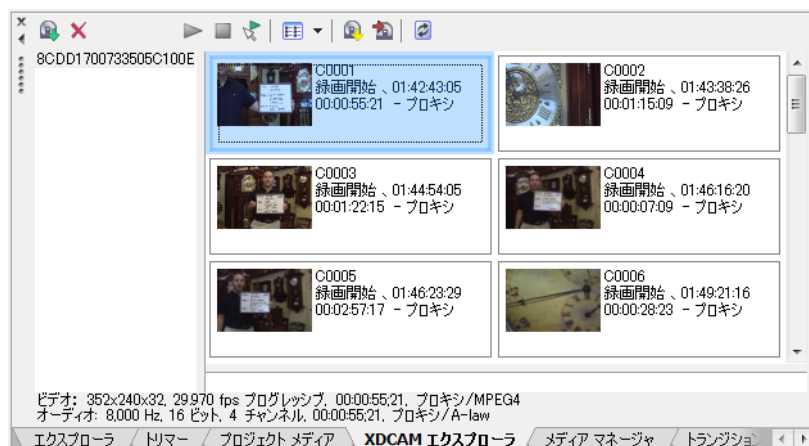 8CDD1700733505C100E
C0001
録画開始 、01:42:43:05
00:00:55:21 - プロキシ
C0002
録画開始 、01:43:38:26
00:01:15:09 - プロキシ
C0003
録画開始 、01:44:54:05
00:01:22:15 - プロキシ
C0004
録画開始 、01:46:16:20
00:00:07:09 - プロキシ
C0005
録画開始 、01:46:23:29
00:02:57:17 - プロキシ
C0006
録画開始 、01:49:21:16
00:00:28:23 - プロキシ
ビデオ: 352x240x32, 29.970 fps プログレッシブ, 00:00:55;21, プロキシ/MPEG4
オーディオ: 8,000 Hz, 16 ビット, 4 チャンネル, 00:00:55;21, プロキシ/A-law
エクスプローラ
トリマー
プロジェクト メディア
XDCAM エクスプローラ
メディア マネージャ
トランジショ